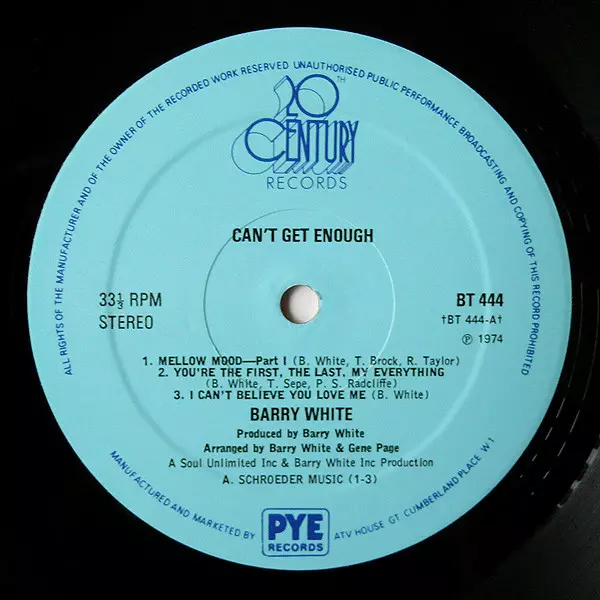 ALL RIGHTS OF THE MANUFACTURER AND OF THE OWNER OF THE RECORDED WORK RESERVED UNAUTHORISED PUBLIC PERFORMANCE BROADCASTING AND COPYING OF THIS RECORD PROHIBITED
20TH
CENTURY
RECORDS
CAN'T GET ENOUGH
33⅓ RPM
STEREO
BT 444
†BT 444-A†
℗ 1974
1. MELLOW MOOD—Part I (B. White, T. Brock, R. Taylor)
2. YOU'RE THE FIRST, THE LAST, MY EVERYTHING
(B. White, T. Sepe, P. S. Radcliffe)
3. I CAN'T BELIEVE YOU LOVE ME (B. White)
BARRY WHITE
Produced by Barry White
Arranged by Barry White & Gene Page
A Soul Unlimited Inc & Barry White Inc Production
A. SCHROEDER MUSIC (1-3)
MANUFACTURED AND MARKETED BY
PYE
RECORDS
ATV HOUSE GT. CUMBERLAND PLACE W1